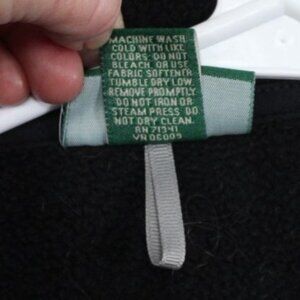 MACHINE WASH
COLD WITH LIKE
COLORS. DO NOT
BLEACH, OR USE
FABRIC SOFTENER.
TUMBLE DRY LOW.
REMOVE PROMPTLY.
DO NOT IRON OR
STEAM PRESS. DO
NOT DRY CLEAN.
RN 71341
VN 06009